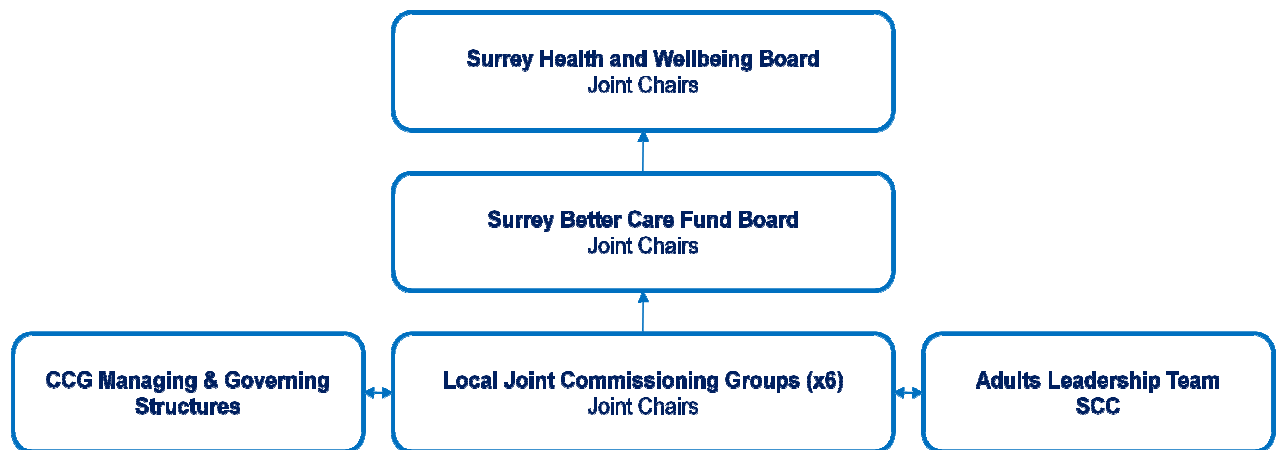 Surrey Health and Wellbeing Board
Joint Chairs
Surrey Better Care Fund Board
Joint Chairs
CCG Managing & Governing
Structures
Local Joint Commissioning Groups (x6)
Joint Chairs
Adults Leadership Team
SCC